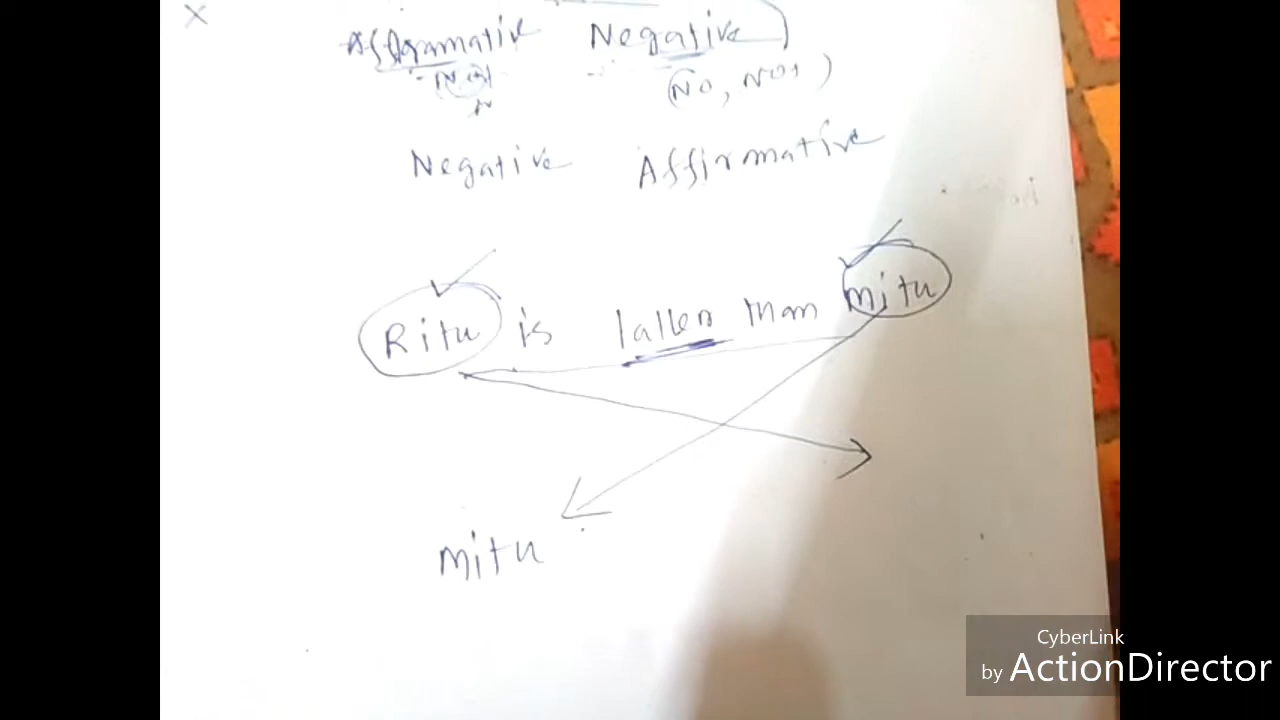 Affirmative Negative )
(No, Not)
Negative Affirmative
Ritu is taller than mitu
mitu
CyberLink
by ActionDirector